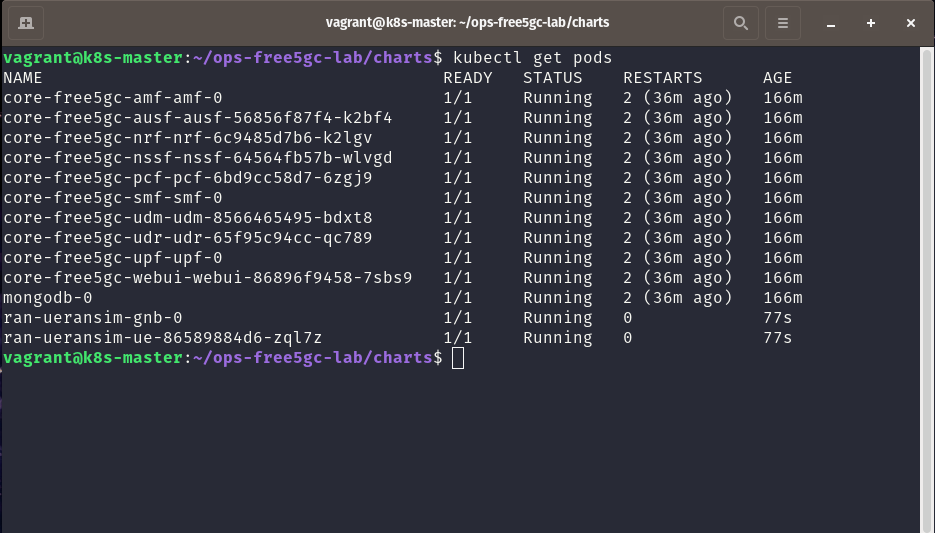 vagrant@k8s-master: ~/ops-free5gc-lab/charts
vagrant@k8s-master:~/ops-free5gc-lab/charts$ kubectl get pods
NAME READY STATUS RESTARTS AGE
core-free5gc-amf-amf-0 1/1 Running 2 (36m ago) 166m
core-free5gc-ausf-ausf-56856f87f4-k2bf4 1/1 Running 2 (36m ago) 166m
core-free5gc-nrf-nrf-6c9485d7b6-k2lgv 1/1 Running 2 (36m ago) 166m
core-free5gc-nssf-nssf-64564fb57b-wlvgd 1/1 Running 2 (36m ago) 166m
core-free5gc-pcf-pcf-6bd9cc58d7-6zgj9 1/1 Running 2 (36m ago) 166m
core-free5gc-smf-smf-0 1/1 Running 2 (36m ago) 166m
core-free5gc-udm-udm-8566465495-bdxt8 1/1 Running 2 (36m ago) 166m
core-free5gc-udr-udr-65f95c94cc-qc789 1/1 Running 2 (36m ago) 166m
core-free5gc-upf-upf-0 1/1 Running 2 (36m ago) 166m
core-free5gc-webui-webui-86896f9458-7sbs9 1/1 Running 2 (36m ago) 166m
mongodb-0 1/1 Running 2 (36m ago) 166m
ran-ueransim-gnb-0 1/1 Running 0 77s
ran-ueransim-ue-86589884d6-zql7z 1/1 Running 0 77s
vagrant@k8s-master:~/ops-free5gc-lab/charts$